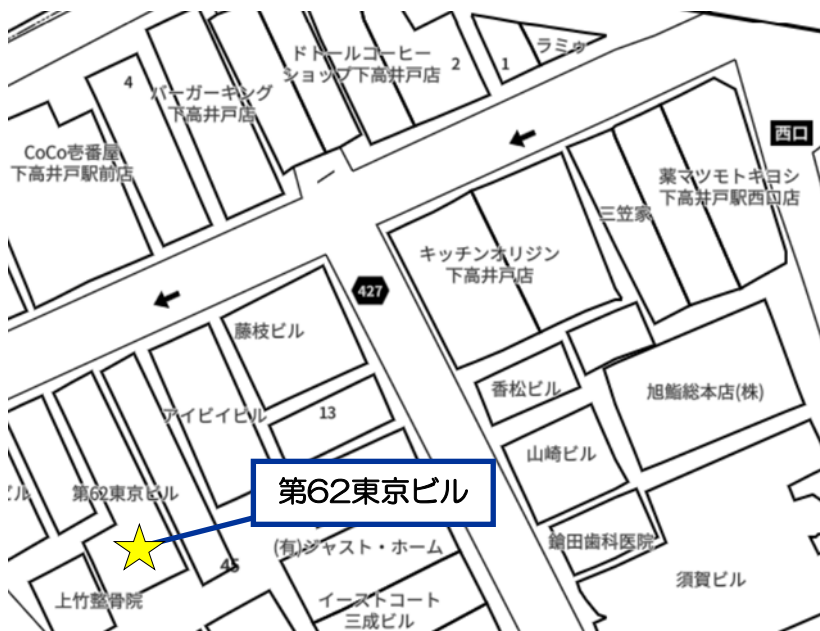 ラミゥ
ドトールコーヒー
ショップ下高井戸店
2
1
4
バーガーキング
下高井戸店
西口
CoCo壱番屋
下高井戸駅前店
薬マツモトキヨシ
下高井戸駅西口店
三笠家
キッチンオリジン
下高井戸店
427
藤枝ビル
香松ビル
旭鮨総本店(株)
アイビイビル
13
山崎ビル
ビル
第62東京ビル
第62東京ビル
(有)ジャスト・ホーム
鎗田歯科医院
45
須賀ビル
上竹整骨院
イーストコート
三成ビル